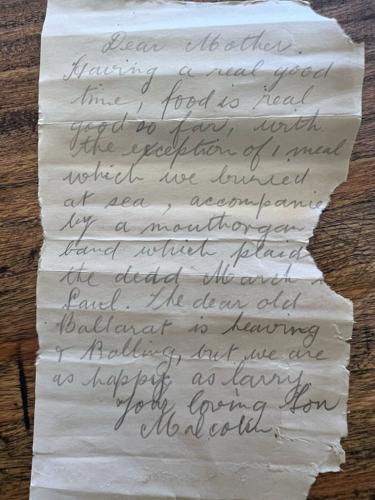 Dear Mother.
Having a real good
time, food is real
good so far, with
the exception of 1 meal
which we buried
at sea, accompanie
by a mouthorgan
band which plaid
the dead March
Saul. The dear old
Ballarat is heaving
& Rolling, but we are
as happy as larry
Your loving Son
Malcolm